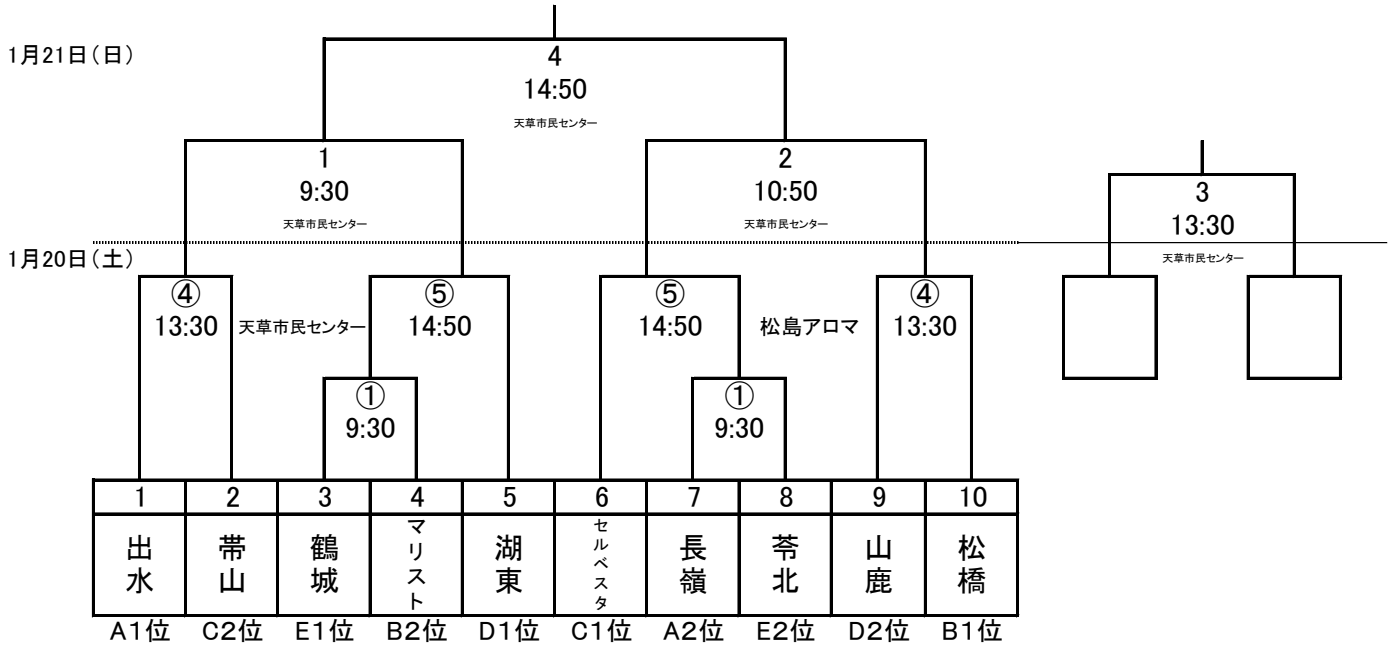 1月21日(日)
4
14:50
天草市民センター
1
9:30
天草市民センター
2
10:50
天草市民センター
3
13:30
天草市民センター
1月20日(土)
④
13:30
天草市民センター
⑤
14:50
⑤
14:50
松島アロマ
④
13:30
①
9:30
①
9:30
1 2 3 4 5 6 7 8 9 10
出水 帯山 鶴城 マリスト 湖東 セルベスタ 長嶺 苓北 山鹿 松橋
A1位 C2位 E1位 B2位 D1位 C1位 A2位 E2位 D2位 B1位